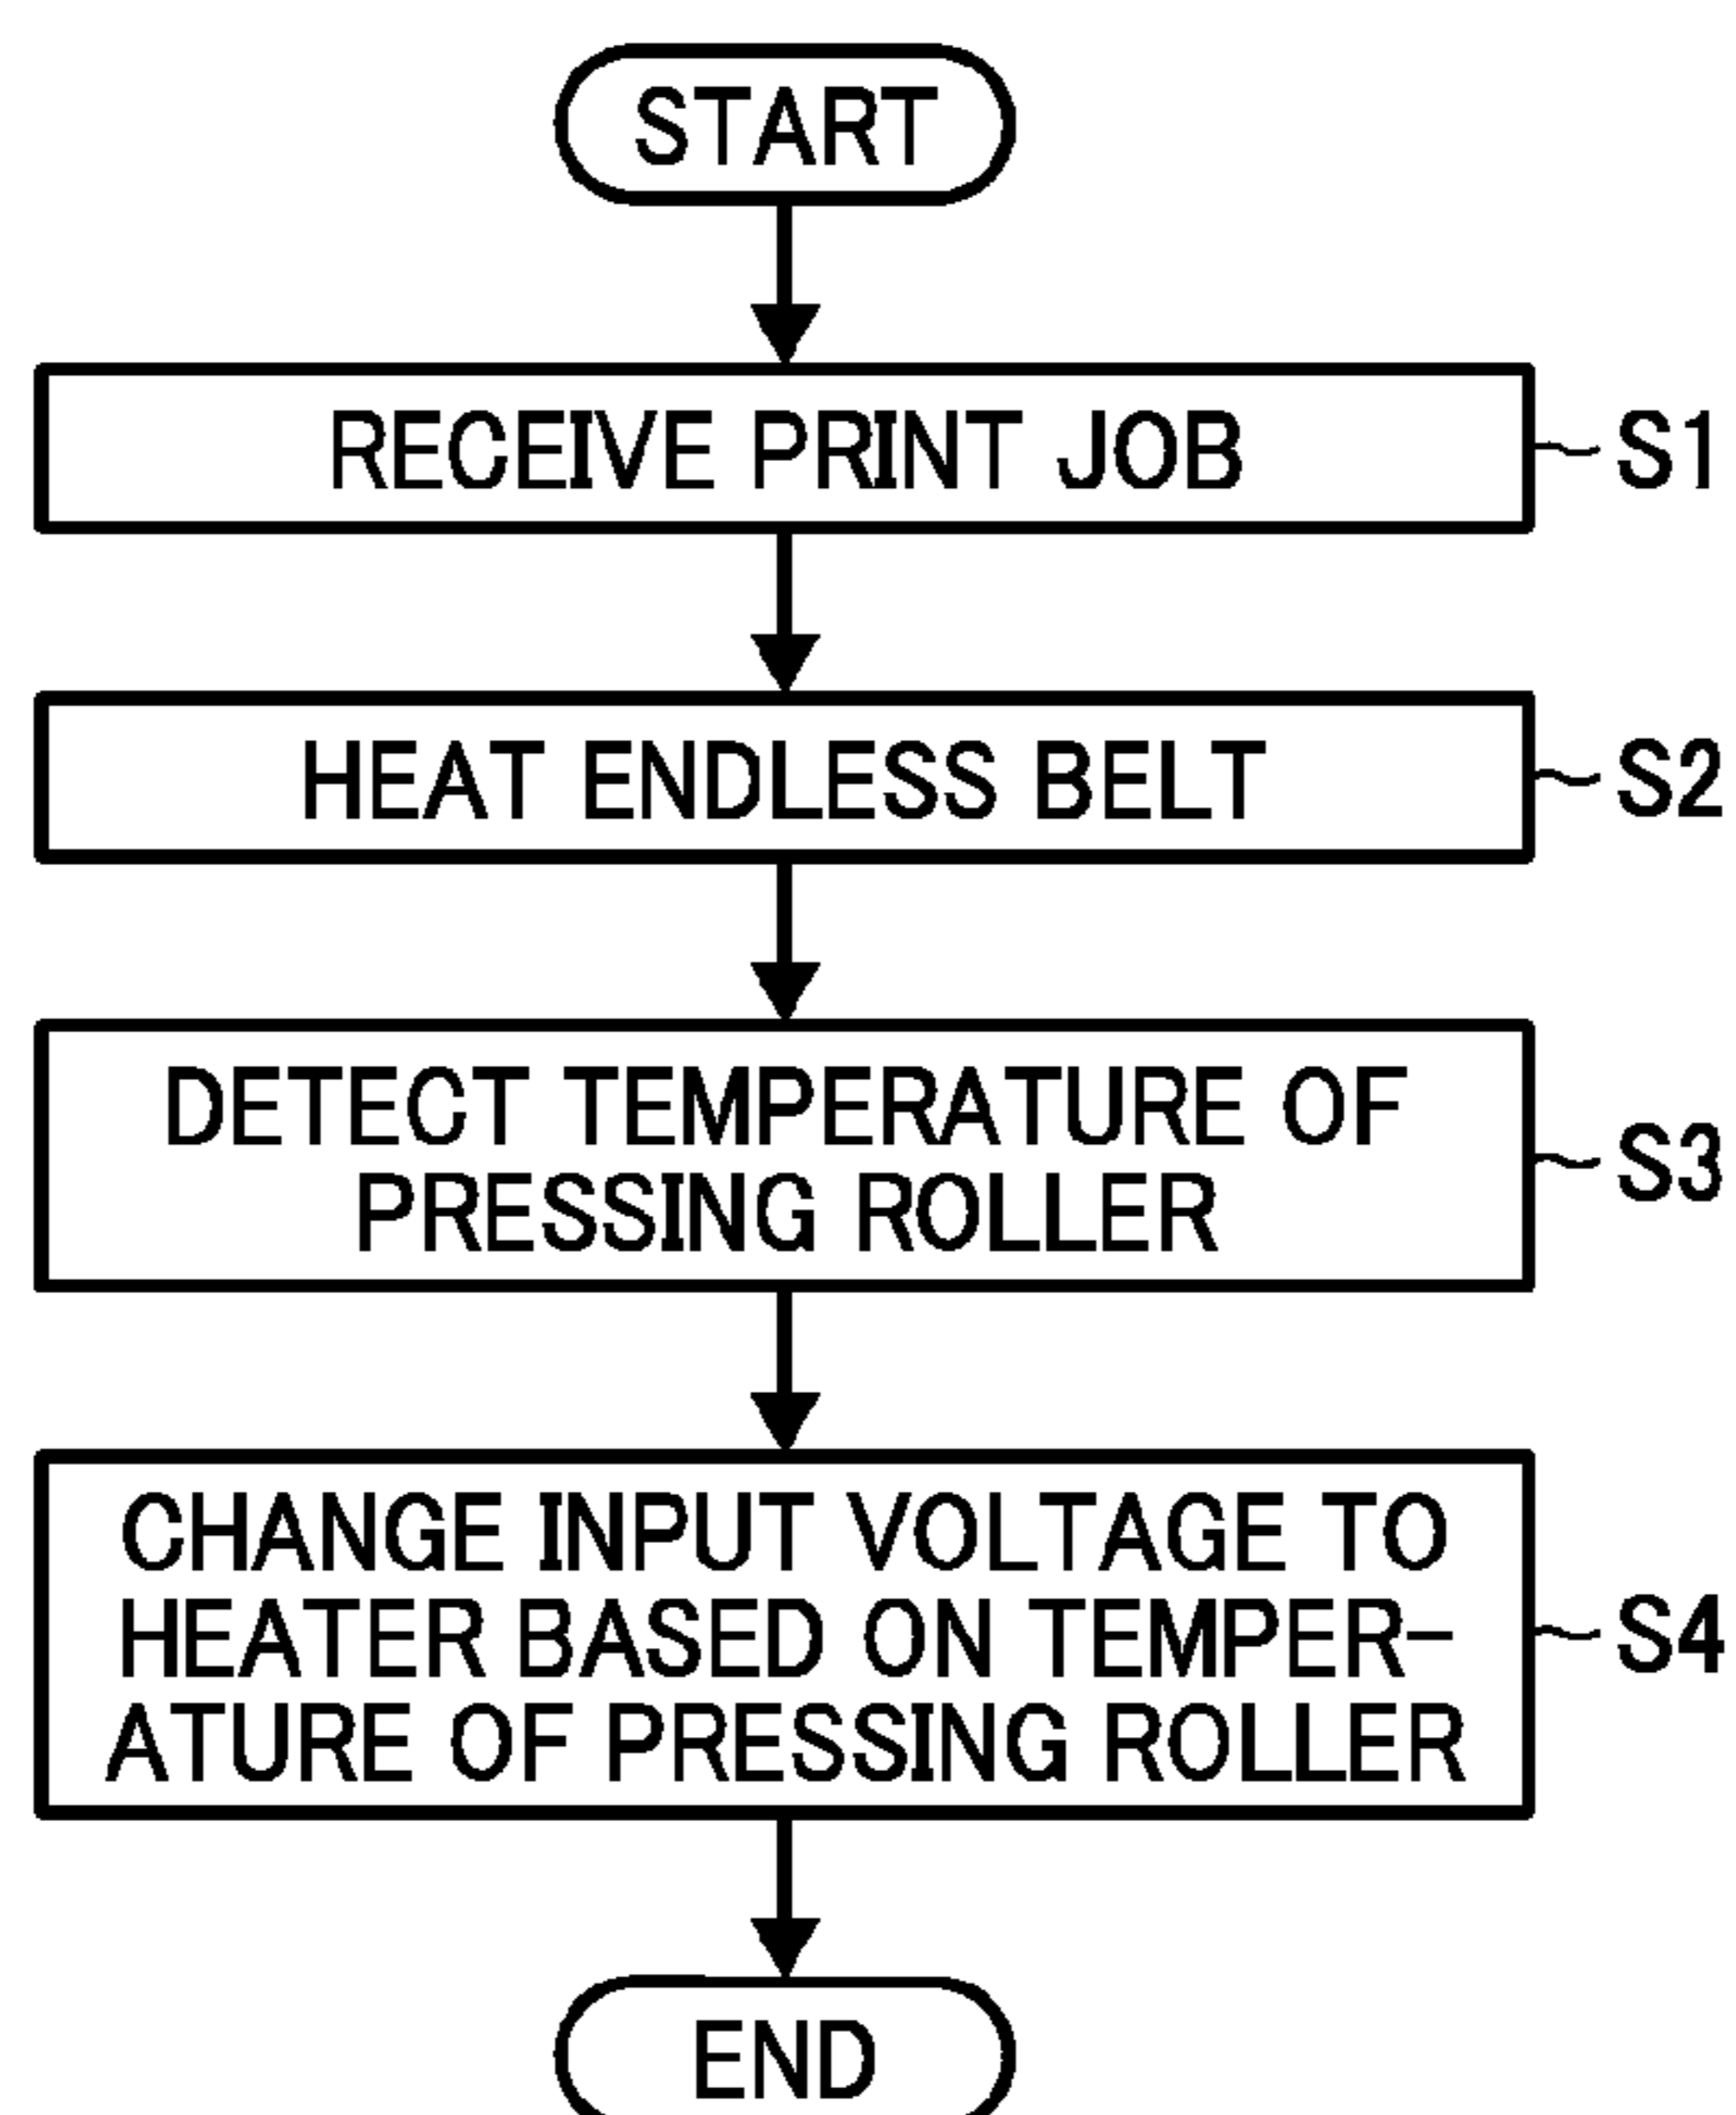 START
RECEIVE PRINT JOB
S1
HEAT ENDLESS BELT
S2
DETECT TEMPERATURE OF
PRESSING ROLLER
S3
CHANGE INPUT VOLTAGE TO
HEATER BASED ON TEMPER-
ATURE OF PRESSING ROLLER
S4
END